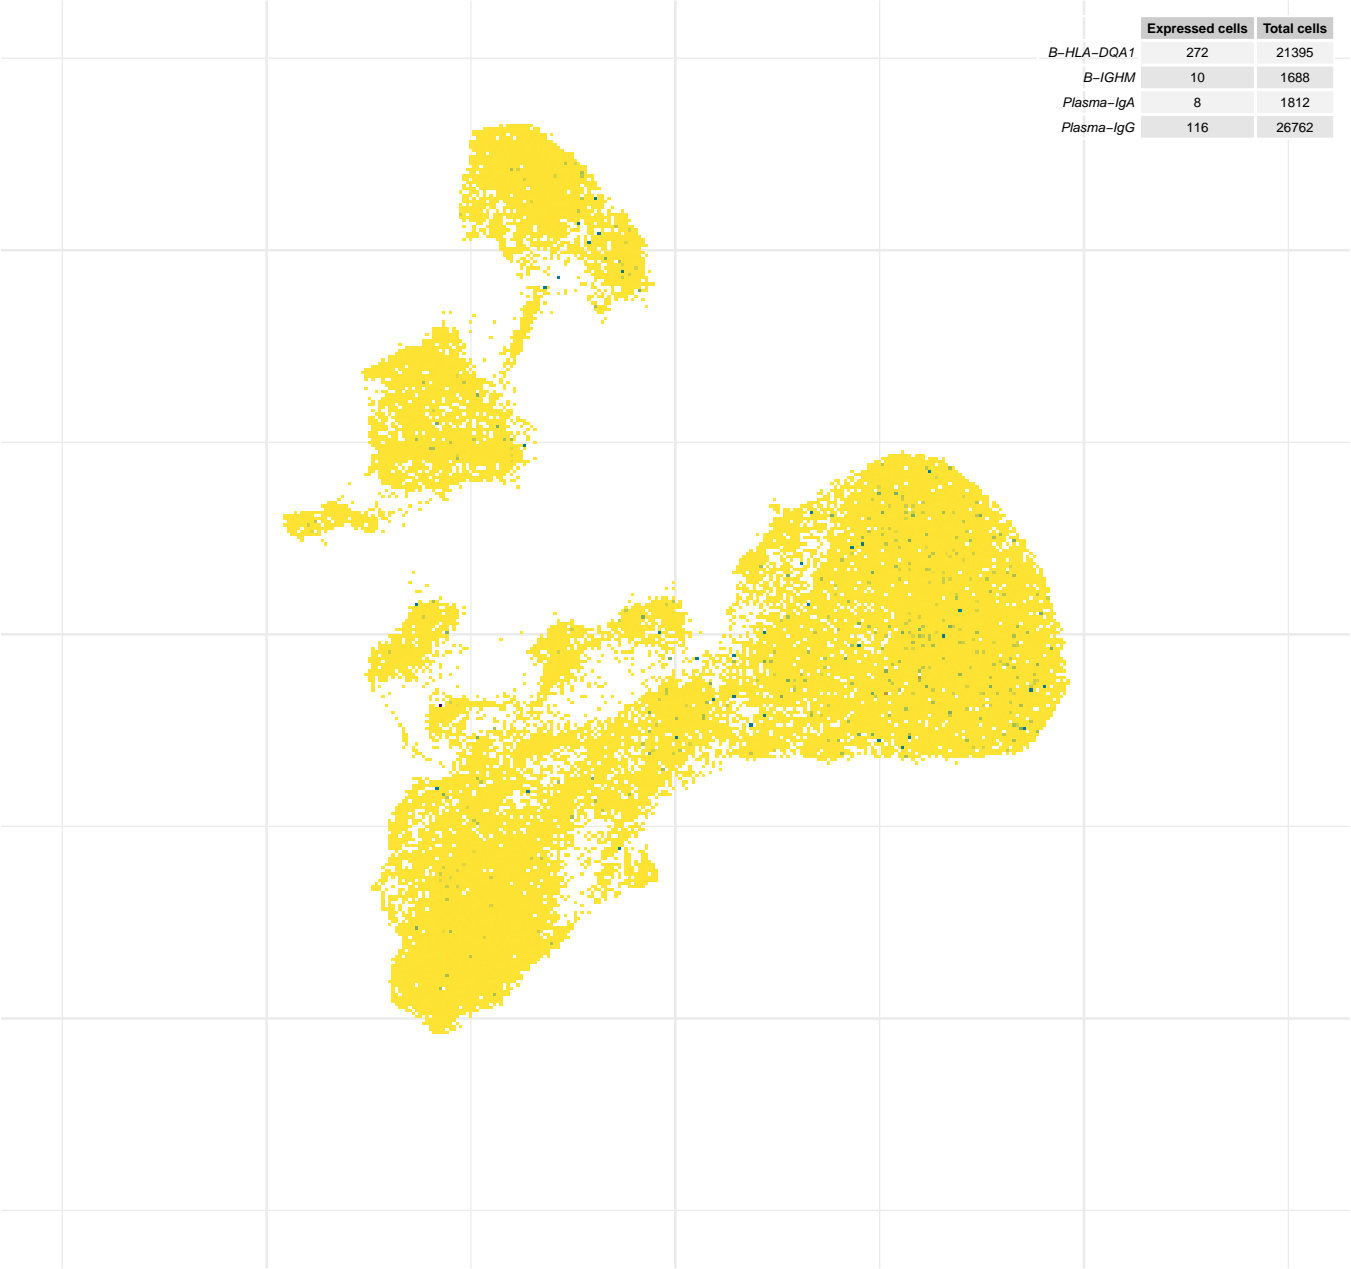 Expressed cells Total cells
B−HLA−DQA1 272 21395
B−IGHM 10 1688
Plasma−IgA 8 1812
Plasma−IgG 116 26762